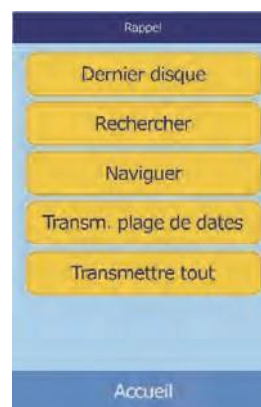 Rappel
Dernier disque
Rechercher
Naviguer
Transm. plage de dates
Transmettre tout
Accueil